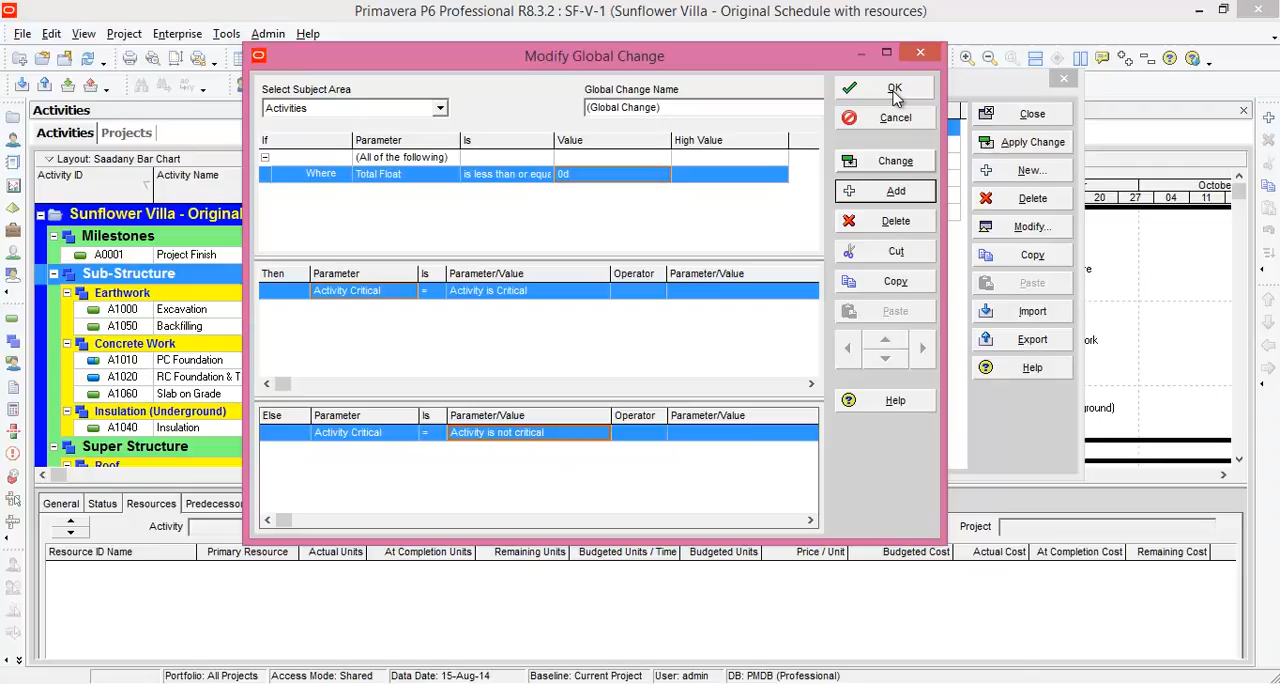 Primavera P6 Professional R8.3.2 : SF-V-1 (Sunflower Villa - Original Schedule with resources)
File Edit View Project Enterprise Tools Admin Help
Modify Global Change
Select Subject Area Global Change Name
Activities (Global Change)
If Parameter Is Value High Value
(All of the following)
Where Total Float is less than or equa 0d
Then Parameter Is Parameter/Value Operator Parameter/Value
Activity Critical = Activity is Critical
Else Parameter Is Parameter/Value Operator Parameter/Value
Activity Critical = Activity is not critical
OK
Cancel
Change
Add
Delete
Cut
Copy
Paste
Help
Close
Apply Change
New...
Delete
Modify...
Copy
Paste
Import
Export
Help
Activities
Activities Projects
Layout: Saadany Bar Chart
Activity ID Activity Name
Sunflower Villa - Original
Milestones
A0001 Project Finish
Sub-Structure
Earthwork
A1000 Excavation
A1050 Backfilling
Concrete Work
A1010 PC Foundation
A1020 RC Foundation & T
A1060 Slab on Grade
Insulation (Underground)
A1040 Insulation
Super Structure
Roof
Octobe
20 27 04 11
ork
ound)
General Status Resources Predecessor
Activity Project
Resource ID Name Primary Resource Actual Units At Completion Units Remaining Units Budgeted Units / Time Budgeted Units Price / Unit Budgeted Cost Actual Cost At Completion Cost Remaining Cost
Portfolio: All Projects Access Mode: Shared Data Date: 15-Aug-14 Baseline: Current Project User: admin DB: PMDB (Professional)